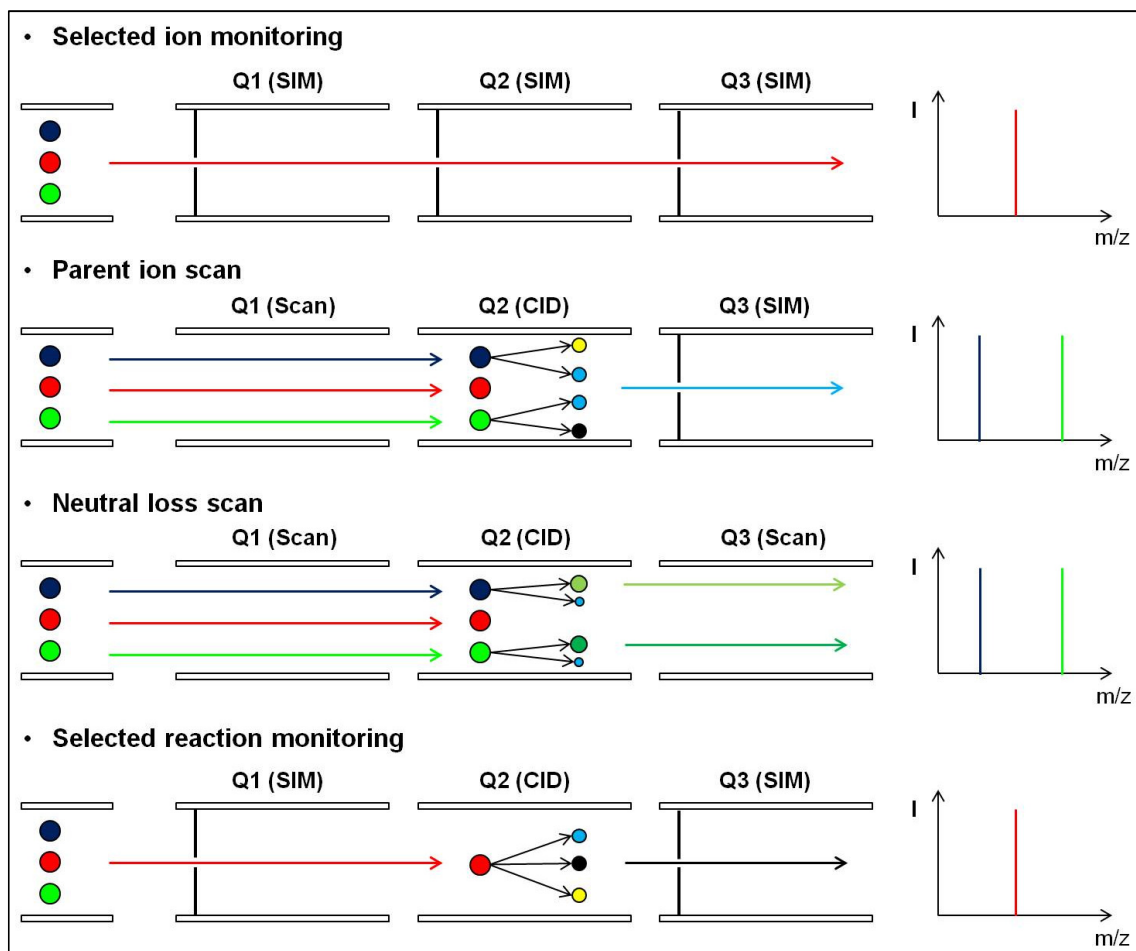 • Selected ion monitoring
Q1 (SIM) Q2 (SIM) Q3 (SIM)
I
m/z
• Parent ion scan
Q1 (Scan) Q2 (CID) Q3 (SIM)
I
m/z
• Neutral loss scan
Q1 (Scan) Q2 (CID) Q3 (Scan)
I
m/z
• Selected reaction monitoring
Q1 (SIM) Q2 (CID) Q3 (SIM)
I
m/z